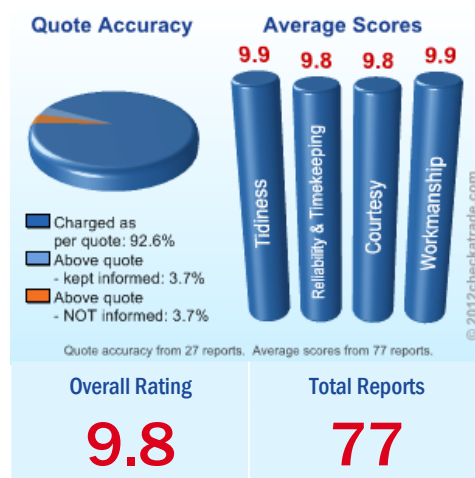 Quote Accuracy
Average Scores
9.9
9.8
9.8
9.9
Tidiness
Reliability & Timekeeping
Courtesy
Workmanship
Charged as
per quote: 92.6%
Above quote
- kept informed: 3.7%
Above quote
- NOT informed: 3.7%
© 2012checkatrade.com
Quote accuracy from 27 reports. Average scores from 77 reports.
Overall Rating
9.8
Total Reports
77